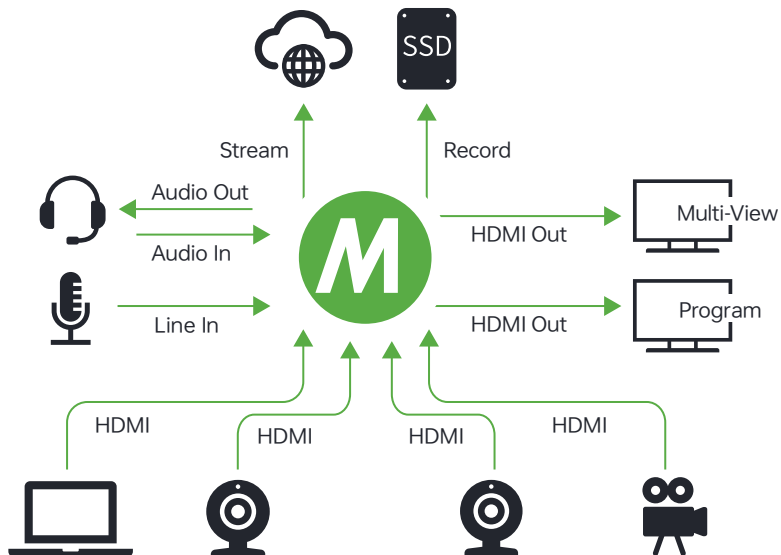 SSD
Stream
Record
Audio Out
Audio In
Line In
M
HDMI Out
Multi-View
HDMI Out
Program
HDMI
HDMI
HDMI
HDMI